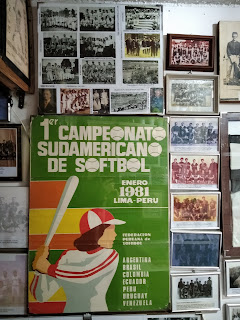 1er CAMPEONATO
SUDAMERICANO
DE SOFTBOL
ENERO
1981
LIMA-PERU
FEDERACION
PERUANA de
SOFTBOL
ARGENTINA
BRASIL
COLOMBIA
ECUADOR
PERU
URUGUAY
VENEZUELA